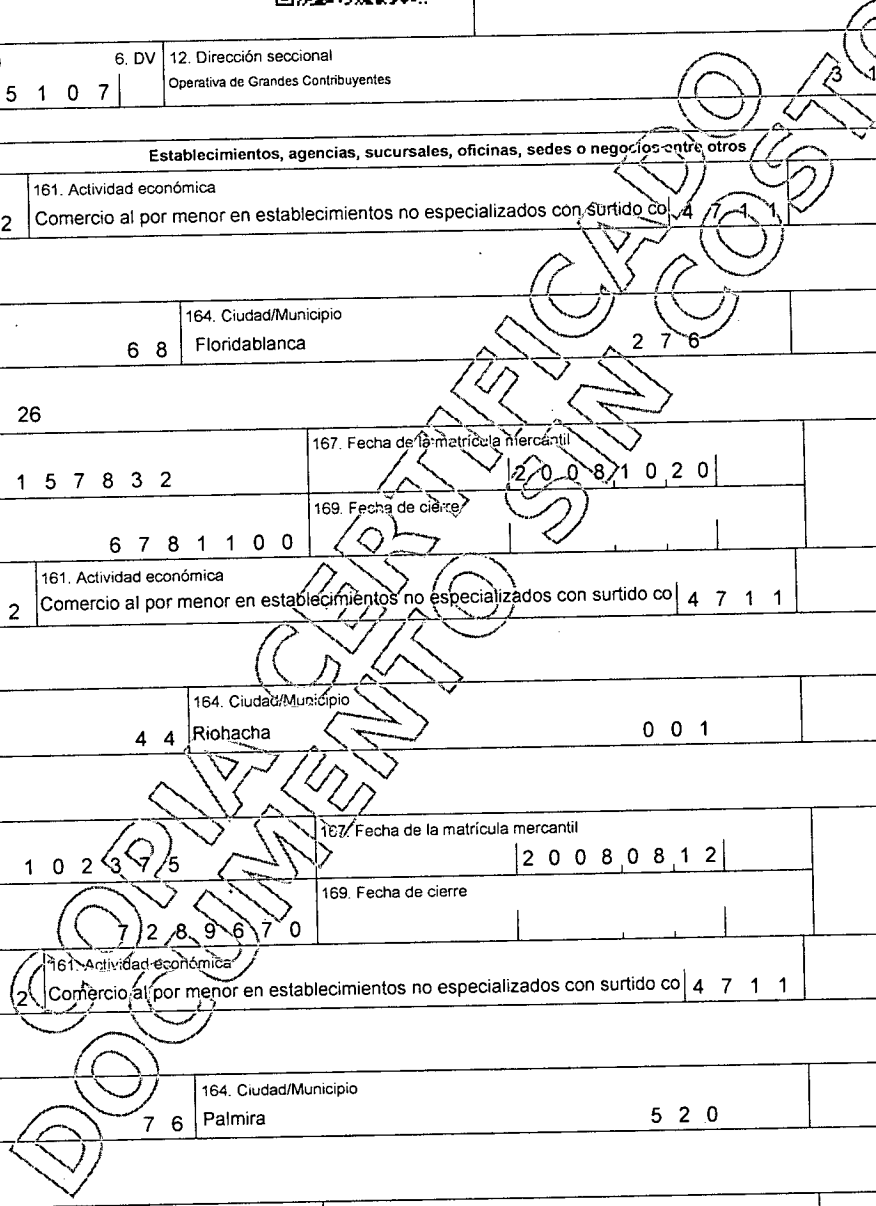 6. DV 12. Dirección seccional
5 1 0 7 Operativa de Grandes Contribuyentes 3 1
Establecimientos, agencias, sucursales, oficinas, sedes o negocios entre otros
161. Actividad económica
2 Comercio al por menor en establecimientos no especializados con surtido co 4 7 1 1
164. Ciudad/Municipio
6 8 Floridablanca 2 7 6
26
167. Fecha de la matrícula mercantil
1 5 7 8 3 2 2 0 0 8 1 0 2 0
169. Fecha de cierre
6 7 8 1 1 0 0
161. Actividad económica
2 Comercio al por menor en establecimientos no especializados con surtido co 4 7 1 1
164. Ciudad/Municipio
4 4 Riohacha 0 0 1
167. Fecha de la matrícula mercantil
1 0 2 3 7 5 2 0 0 8 0 8 1 2
169. Fecha de cierre
7 2 8 9 6 7 0
161. Actividad económica
2 Comercio al por menor en establecimientos no especializados con surtido co 4 7 1 1
164. Ciudad/Municipio
7 6 Palmira 5 2 0
COPIA CERTIFICADO
DOCUMENTO SIN COSTO